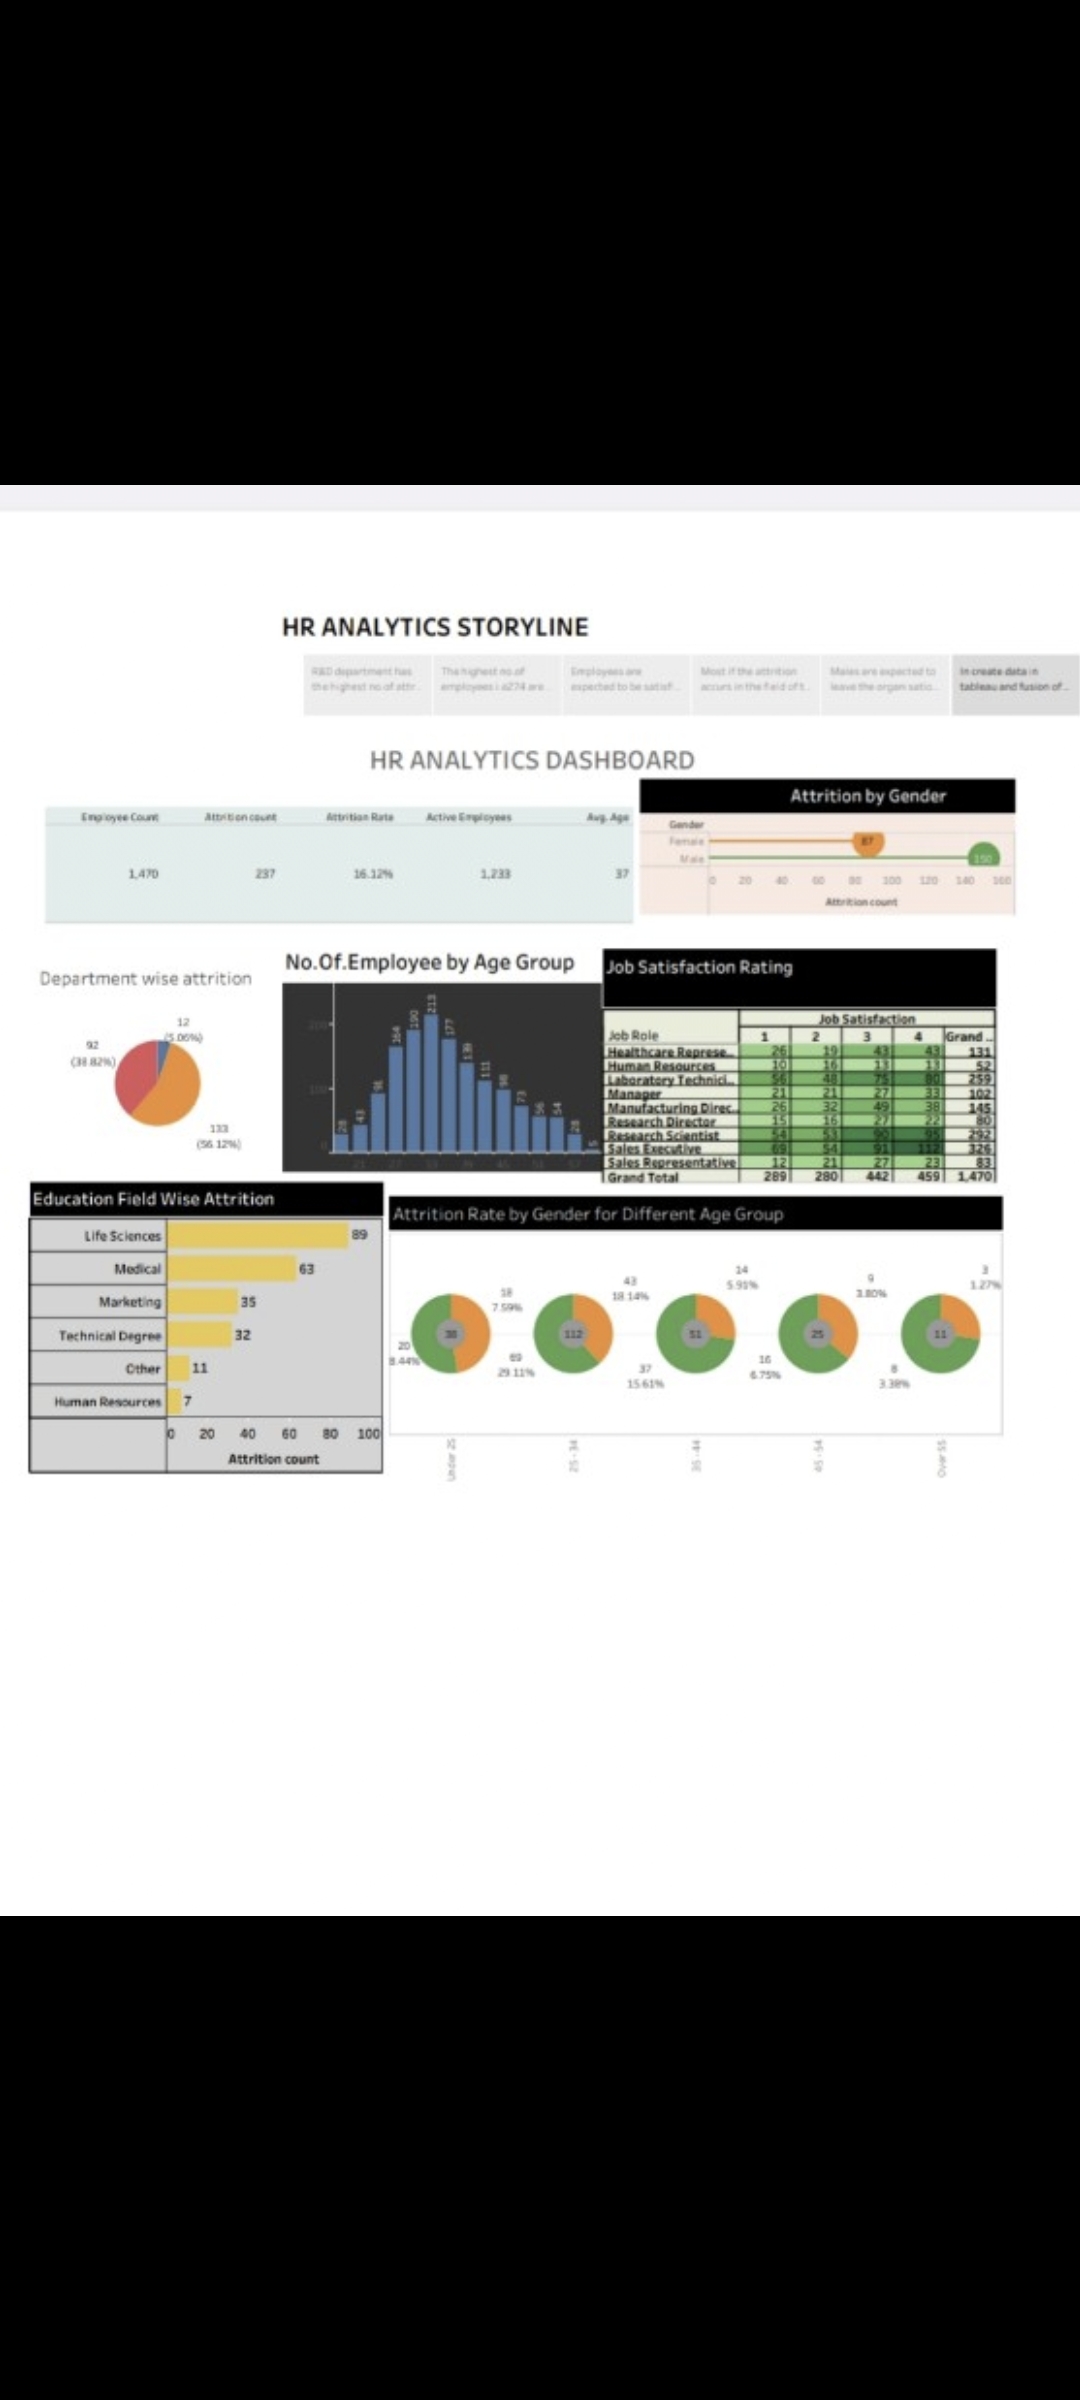 HR ANALYTICS STORYLINE
R&D department has the highest no.of attr..
The highest no.of employees i.e274 are...
Employees are expected to be satisf...
Most if the attrition accurs in the field of t..
Males are expected to leave the organ satio...
In create data in tableau and fusion of ...
HR ANALYTICS DASHBOARD
Employee Count Attrition count Attrition Rate Active Employees Avg. Age
1,470 237 16.12% 1,233 37
Attrition by Gender
Gender
Female 87
Male 150
0 20 40 60 80 100 120 140 160
Attrition count
Department wise attrition
12
(5.06%)
92
(38.82%)
133
(56.12%)
No.Of.Employee by Age Group
28 43 91 164 190 213 177 139 111 98 73 56 54 28 5
Job Satisfaction Rating
Job Satisfaction
Job Role 1 2 3 4 Grand ..
Healthcare Represe.. 26 19 43 43 131
Human Resources 10 16 13 13 52
Laboratory Technici.. 56 48 75 80 259
Manager 21 21 27 33 102
Manufacturing Direc.. 26 32 49 38 145
Research Director 15 16 27 22 80
Research Scientist 54 53 90 95 292
Sales Executive 69 54 91 112 326
Sales Representative 12 21 27 23 83
Grand Total 289 280 442 459 1,470
Education Field Wise Attrition
Life Sciences 89
Medical 63
Marketing 35
Technical Degree 32
Other 11
Human Resources 7
0 20 40 60 80 100
Attrition count
Attrition Rate by Gender for Different Age Group
18
7.59%
38
20
8.44%
43
18.14%
112
69
29.11%
14
5.91%
51
37
15.61%
9
3.80%
25
16
6.75%
3
1.27%
11
8
3.38%
Under 25
25 - 34
35 - 44
45 - 54
Over 55